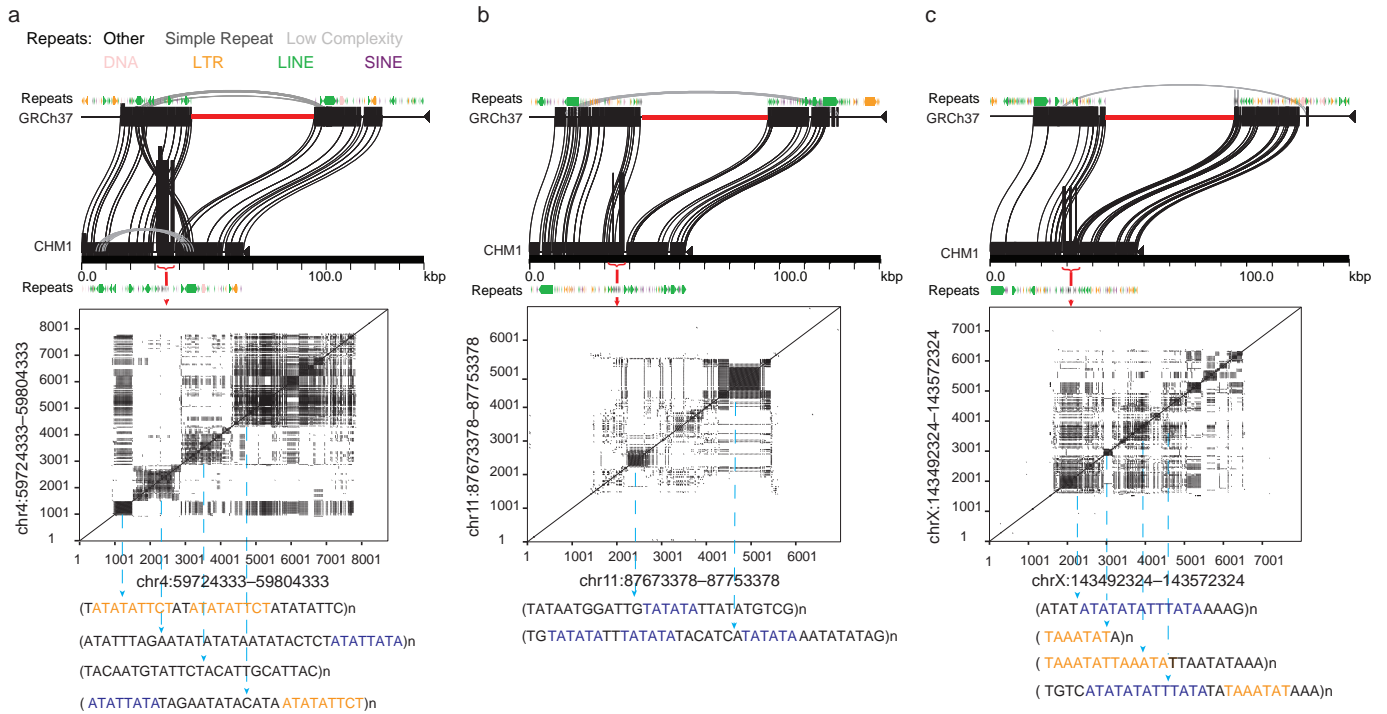 a
b
c
Repeats: Other Simple Repeat Low Complexity
DNA LTR LINE SINE
Repeats
GRCh37
CHM1
0.0 100.0 kbp
Repeats
8001
7001
6001
5001
4001
3001
2001
1001
1
chr4:59724333–59804333
1 1001 2001 3001 4001 5001 6001 7001 8001
chr4:59724333–59804333
(TATATATTCTATATATATTCTATATATTC)n
(ATATTTAGAATATATATAATATACTCTATATTATA)n
(TACAATGTATTCTACATTGCATTAC)n
(ATATTATATAGAATATACATAATATATTCT)n
Repeats
GRCh37
CHM1
0.0 100.0 kbp
Repeats
6001
5001
4001
3001
2001
1001
1
chr11:87673378–87753378
1 1001 2001 3001 4001 5001 6001
chr11:87673378–87753378
(TATAATGGATTGTATATATTATATGTCG)n
(TGTATATATTTATATATACATCATATATAAATATATAG)n
Repeats
GRCh37
CHM1
0.0 100.0 kbp
Repeats
7001
6001
5001
4001
3001
2001
1001
1
chrX:143492324–143572324
1 1001 2001 3001 4001 5001 6001 7001
chrX:143492324–143572324
(ATATATATATATTTATAAAAG)n
(TAAATATA)n
(TAAATATTAAATATTAATATAAA)n
(TGTCATATATATTTATATATAAATATAAA)n